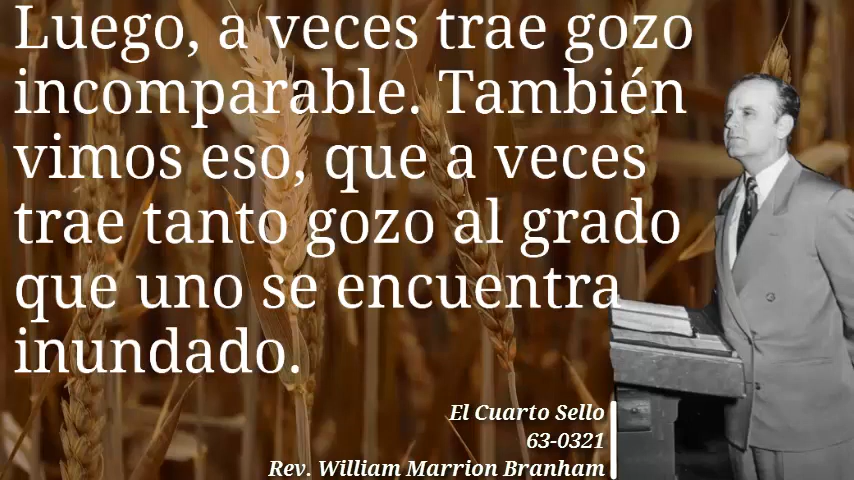 Luego, a veces trae gozo
incomparable. También
vimos eso, que a veces
trae tanto gozo al grado
que uno se encuentra
inundado.
El Cuarto Sello
63-0321
Rev. William Marrion Branham